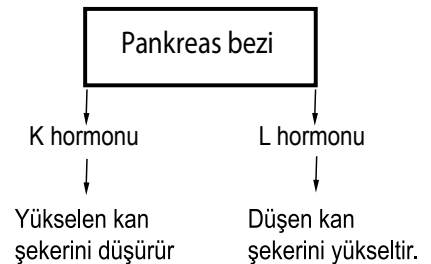 Pankreas bezi
K hormonu
L hormonu
Yükselen kan
şekerini düşürür
Düşen kan
şekerini yükseltir.